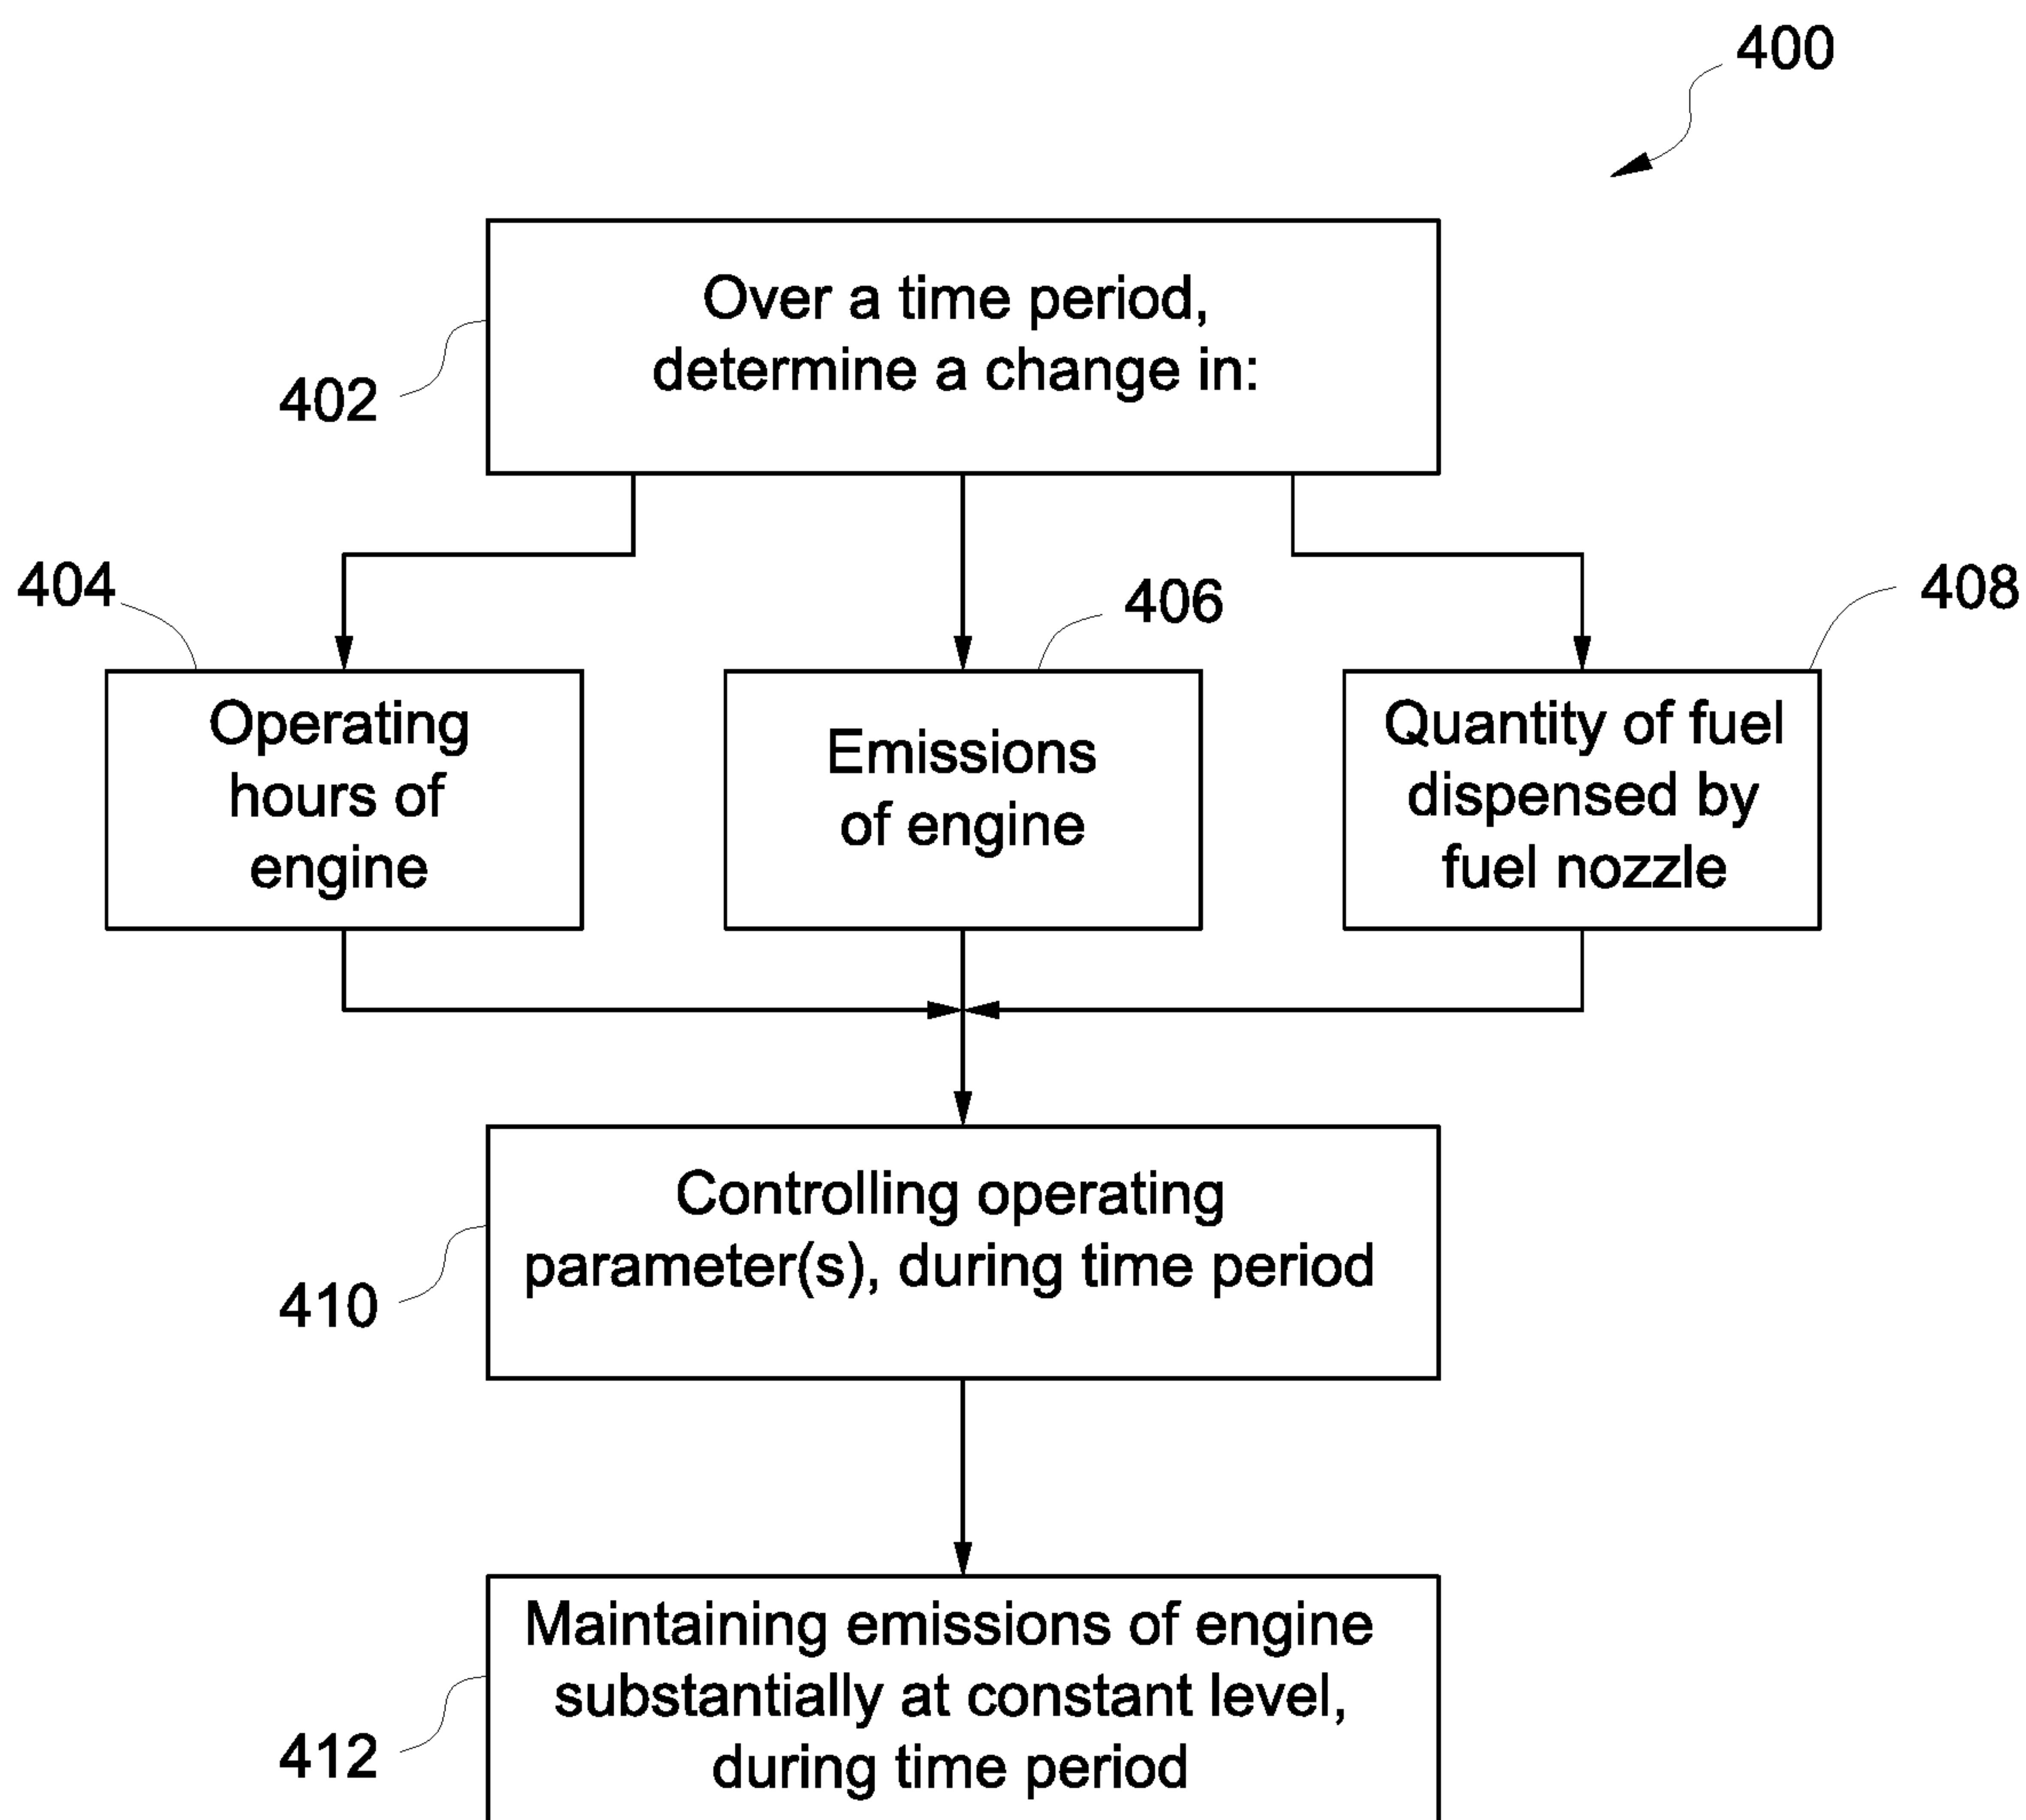 400
Over a time period,
determine a change in:
402
404
406
408
Operating
hours of
engine
Emissions
of engine
Quantity of fuel
dispensed by
fuel nozzle
Controlling operating
parameter(s), during time period
410
Maintaining emissions of engine
substantially at constant level,
during time period
412